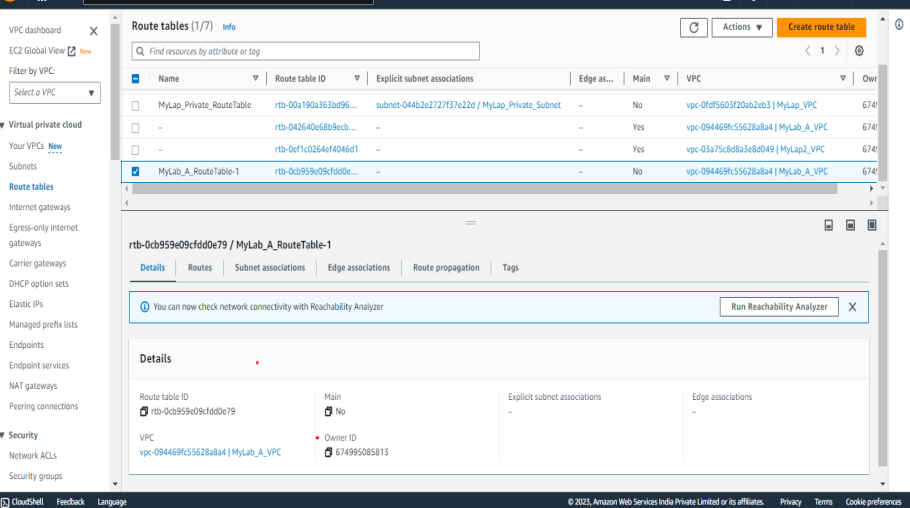 VPC dashboard
EC2 Global View New
Filter by VPC:
Select a VPC
Virtual private cloud
Your VPCs New
Subnets
Route tables
Internet gateways
Egress-only internet
gateways
Carrier gateways
DHCP option sets
Elastic IPs
Managed prefix lists
Endpoints
Endpoint services
NAT gateways
Peering connections
Security
Network ACLs
Security groups
Route tables (1/7) Info
Actions
Create route table
Find resources by attribute or tag
1
Name Route table ID Explicit subnet associations Edge as... Main VPC Own
MyLap_Private_RouteTable rtb-00a190a363bd96... subnet-044b2e2727f37e22d / MyLap_Private_Subnet – No vpc-0fdf5603f20ab2eb3 | MyLap_VPC 6749
– rtb-042640e68b9ecb... – – Yes vpc-094469fc55628a8a4 | MyLab_A_VPC 6749
– rtb-0ef1c0264ef4046d1 – – Yes vpc-03a75c8d8a3e8d049 | MyLap2_VPC 6749
MyLab_A_RouteTable-1 rtb-0cb959e09cfdd0e... – – No vpc-094469fc55628a8a4 | MyLab_A_VPC 6749
rtb-0cb959e09cfdd0e79 / MyLab_A_RouteTable-1
Details Routes Subnet associations Edge associations Route propagation Tags
You can now check network connectivity with Reachability Analyzer
Run Reachability Analyzer
Details
Route table ID
rtb-0cb959e09cfdd0e79
Main
No
Explicit subnet associations
–
Edge associations
–
VPC
vpc-094469fc55628a8a4 | MyLab_A_VPC
Owner ID
674995085813
CloudShell Feedback Language
© 2023, Amazon Web Services India Private Limited or its affiliates. Privacy Terms Cookie preferences